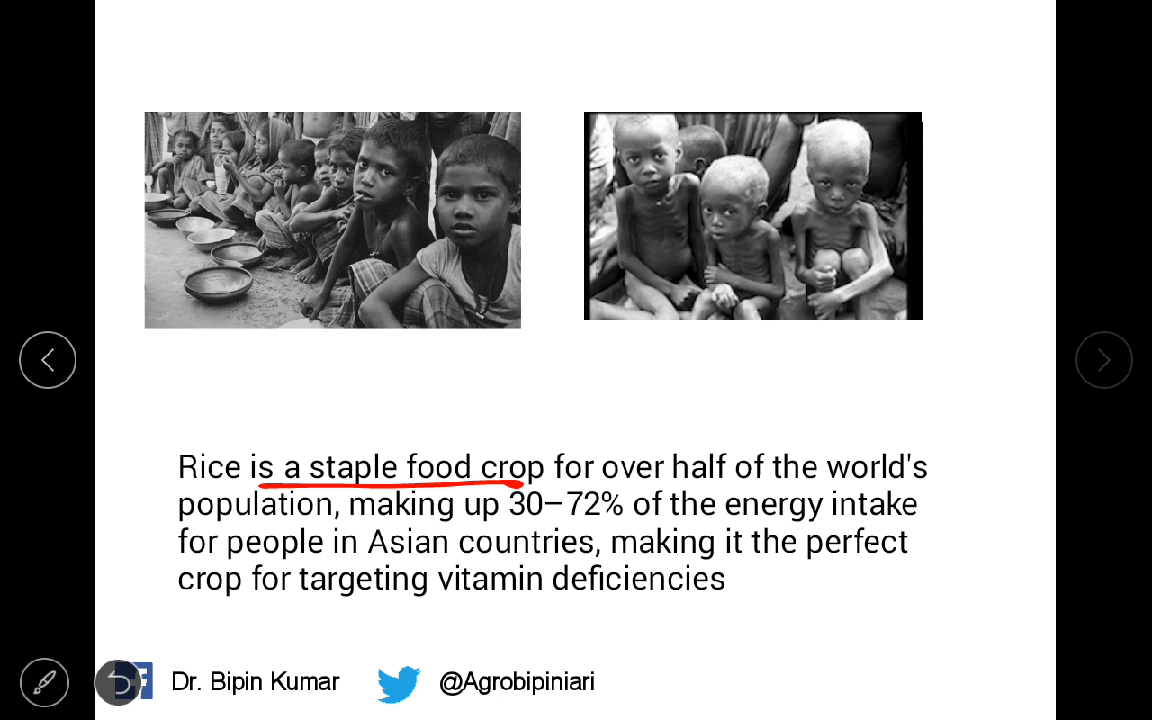 Rice is a staple food crop for over half of the world's
population, making up 30–72% of the energy intake
for people in Asian countries, making it the perfect
crop for targeting vitamin deficiencies
Dr. Bipin Kumar @Agrobipiniari